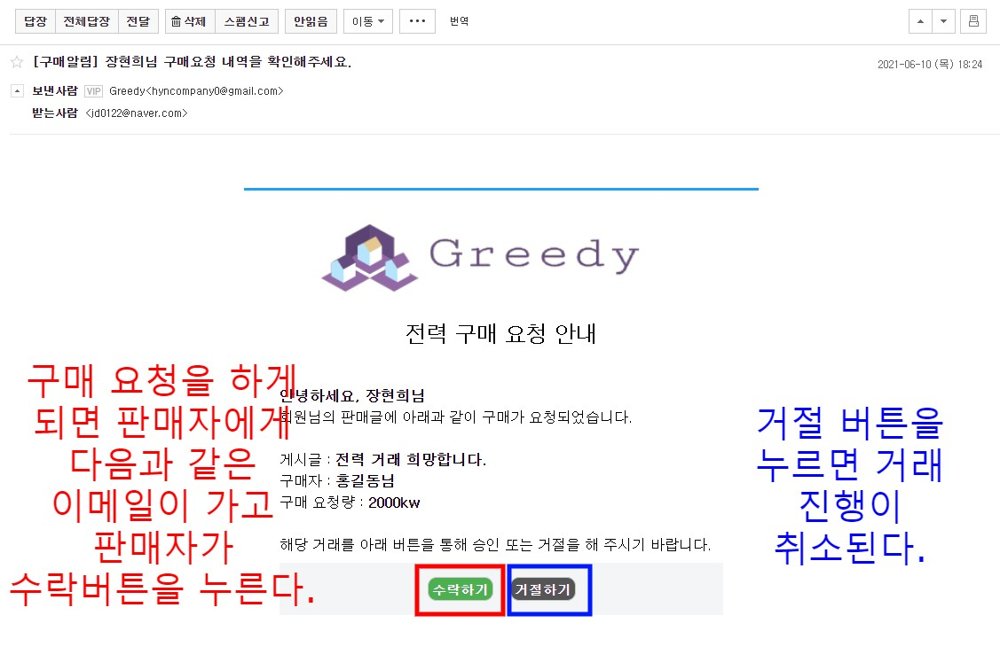 답장 전체답장 전달 삭제 스팸신고 안읽음 이동 ••• 번역
[구매알림] 장현희님 구매요청 내역을 확인해주세요.
2021-06-10 (목) 18:24
보낸사람 VIP Greedy<hyncompany0@gmail.com>
받는사람 <jd0122@naver.com>
Greedy
전력 구매 요청 안내
구매 요청을 하게
되면 판매자에게
다음과 같은
이메일이 가고
판매자가
수락버튼을 누른다.
안녕하세요, 장현희님
회원님의 판매글에 아래과 같이 구매가 요청되었습니다.
게시글 : 전력 거래 희망합니다.
구매자 : 홍길동님
구매 요청량 : 2000kw
해당 거래를 아래 버튼을 통해 승인 또는 거절을 해 주시기 바랍니다.
수락하기 거절하기
거절 버튼을
누르면 거래
진행이
취소된다.